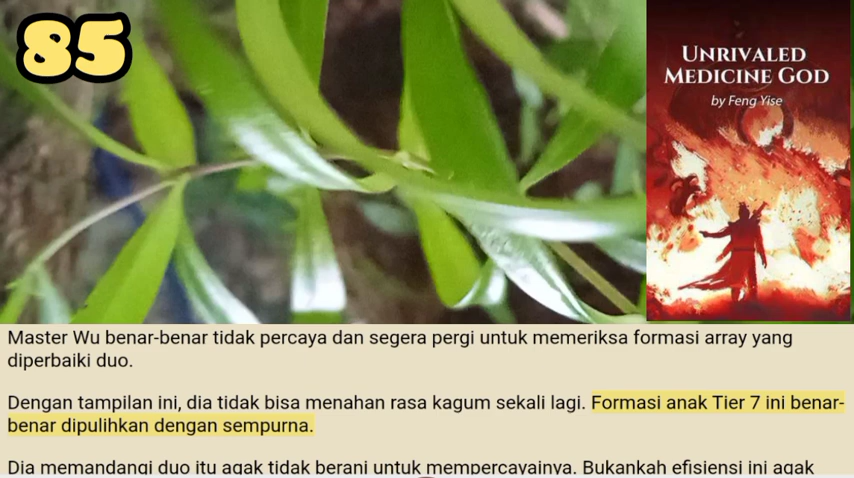 85
UNRIVALED
MEDICINE GOD
by Feng Yise
Master Wu benar-benar tidak percaya dan segera pergi untuk memeriksa formasi array yang
diperbaiki duo.
Dengan tampilan ini, dia tidak bisa menahan rasa kagum sekali lagi. Formasi anak Tier 7 ini benar-
benar dipulihkan dengan sempurna.
Dia memandangi duo itu agak tidak berani untuk mempercayainya. Bukankah efisiensi ini agak